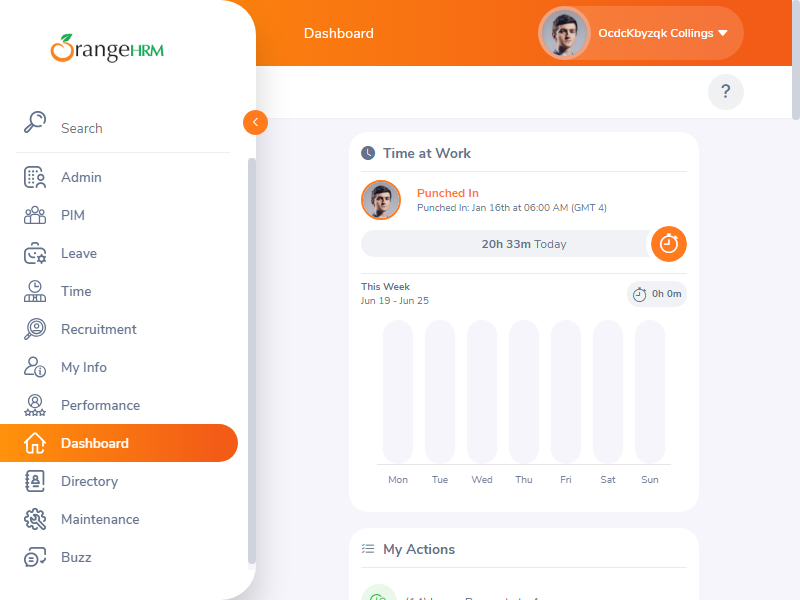 OrangeHRM
Search
Admin
PIM
Leave
Time
Recruitment
My Info
Performance
Dashboard
Directory
Maintenance
Buzz
Dashboard
OcdcKbyzqk Collings
?
Time at Work
Punched In
Punched In: Jan 16th at 06:00 AM (GMT 4)
20h 33m Today
This Week
Jun 19 - Jun 25
0h 0m
Mon Tue Wed Thu Fri Sat Sun
My Actions